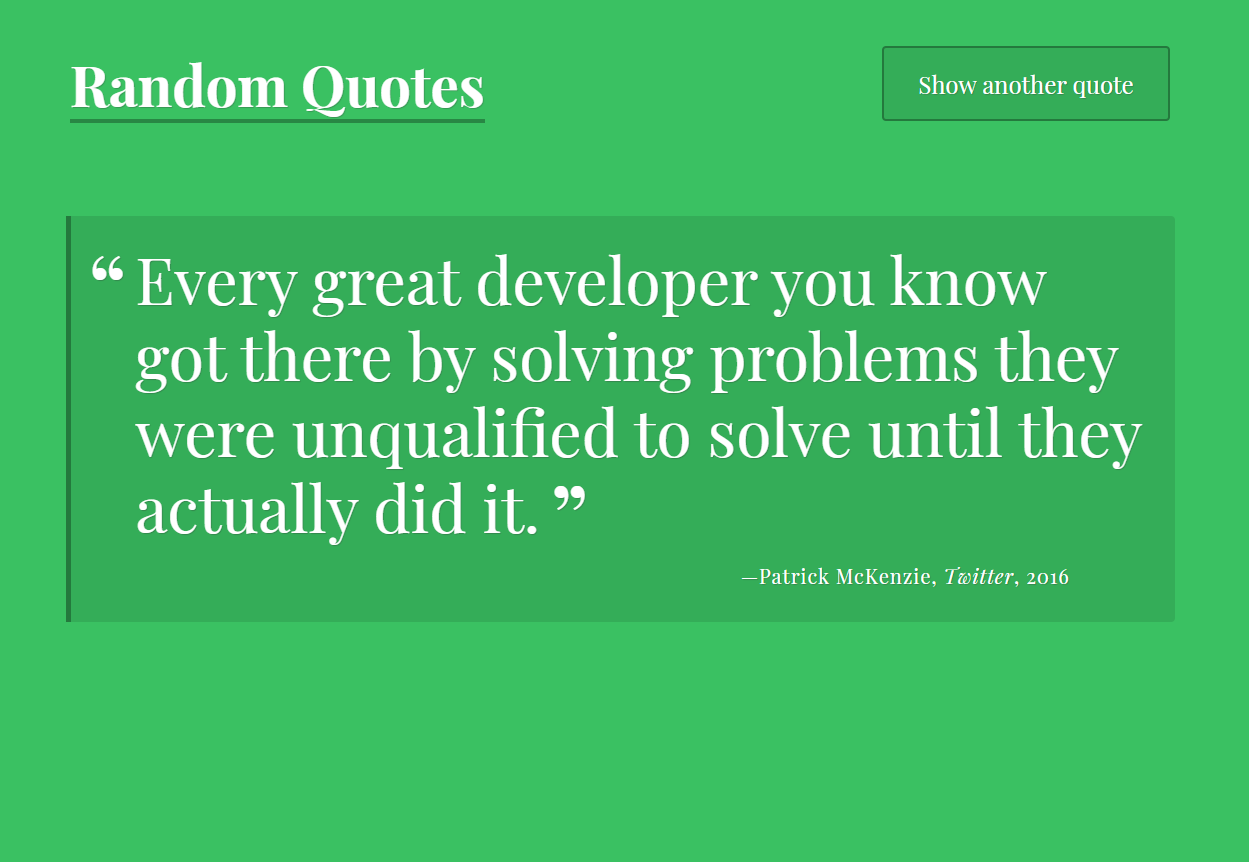 Random Quotes
Show another quote
“ Every great developer you know
got there by solving problems they
were unqualified to solve until they
actually did it. ”
—Patrick McKenzie, Twitter, 2016